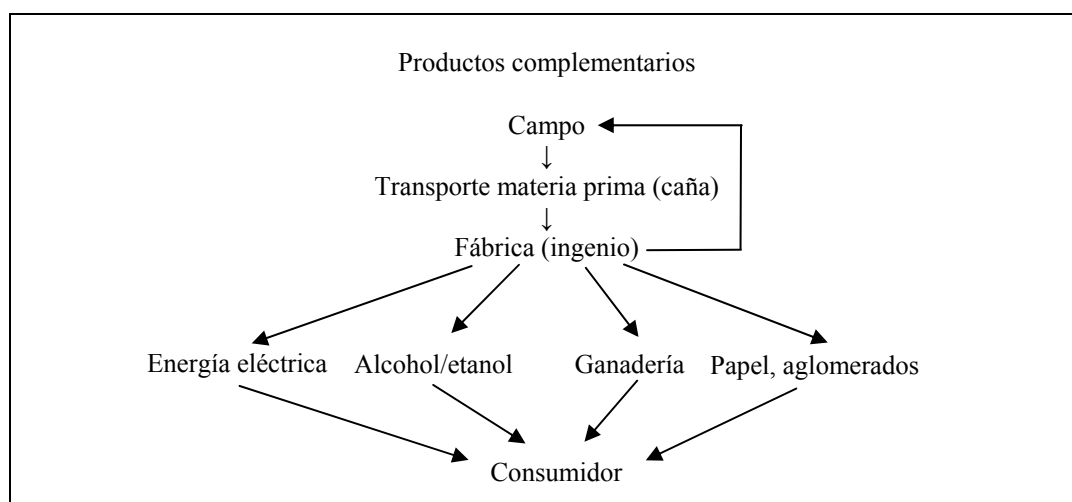 Productos complementarios
Campo
↓
Transporte materia prima (caña)
↓
Fábrica (ingenio)
Energía eléctrica Alcohol/etanol Ganadería Papel, aglomerados
Consumidor